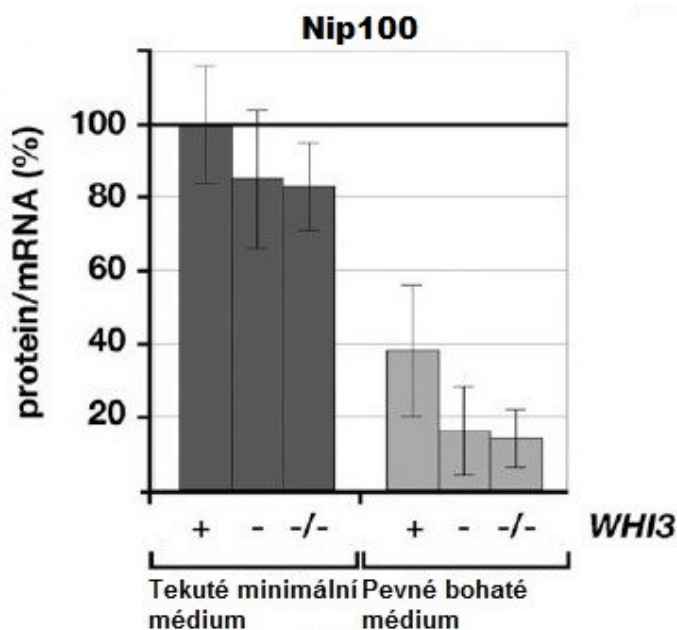 Nip100
protein/mRNA (%)
100
80
60
40
20
+ - -/- + - -/- WHI3
Tekuté minimální médium
Pevné bohaté médium